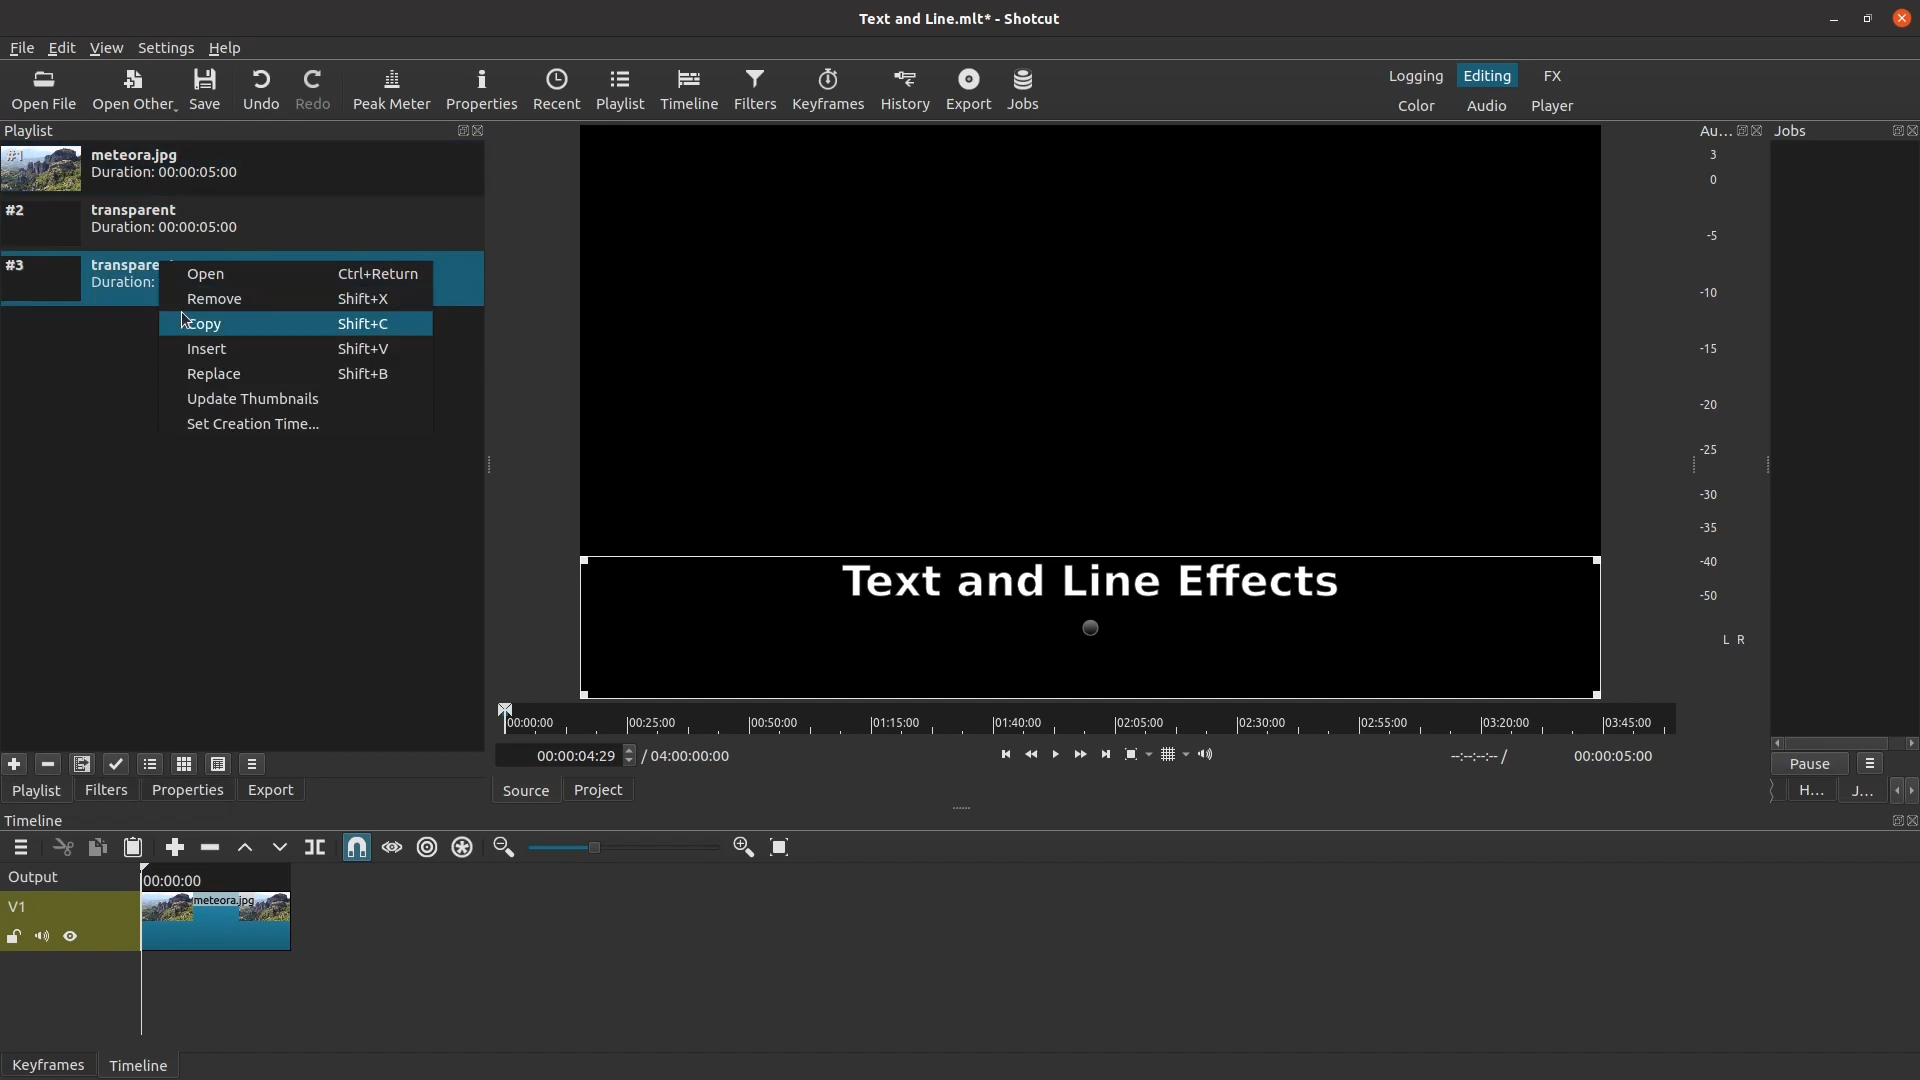 Text and Line.mlt* - Shotcut
File Edit View Settings Help
Open File Open Other Save Undo Redo Peak Meter Properties Recent Playlist Timeline Filters Keyframes History Export Jobs
Logging Editing FX
Color Audio Player
Playlist
Au... Jobs
#1 meteora.jpg
Duration: 00:00:05:00
#2 transparent
Duration: 00:00:05:00
#3
Duration:
Open Ctrl+Return
Remove Shift+X
Copy Shift+C
Insert Shift+V
Replace Shift+B
Update Thumbnails
Set Creation Time...
Text and Line Effects
3
0
-5
-10
-15
-20
-25
-30
-35
-40
-50
L R
00:00:00 00:25:00 00:50:00 01:15:00 01:40:00 02:05:00 02:30:00 02:55:00 03:20:00 03:45:00
00:00:04:29 / 04:00:00:00 --:--:--:-- / 00:00:05:00
Pause
Playlist Filters Properties Export
Source Project
H... J...
Timeline
Output
00:00:00
V1
meteora.jpg
Keyframes Timeline